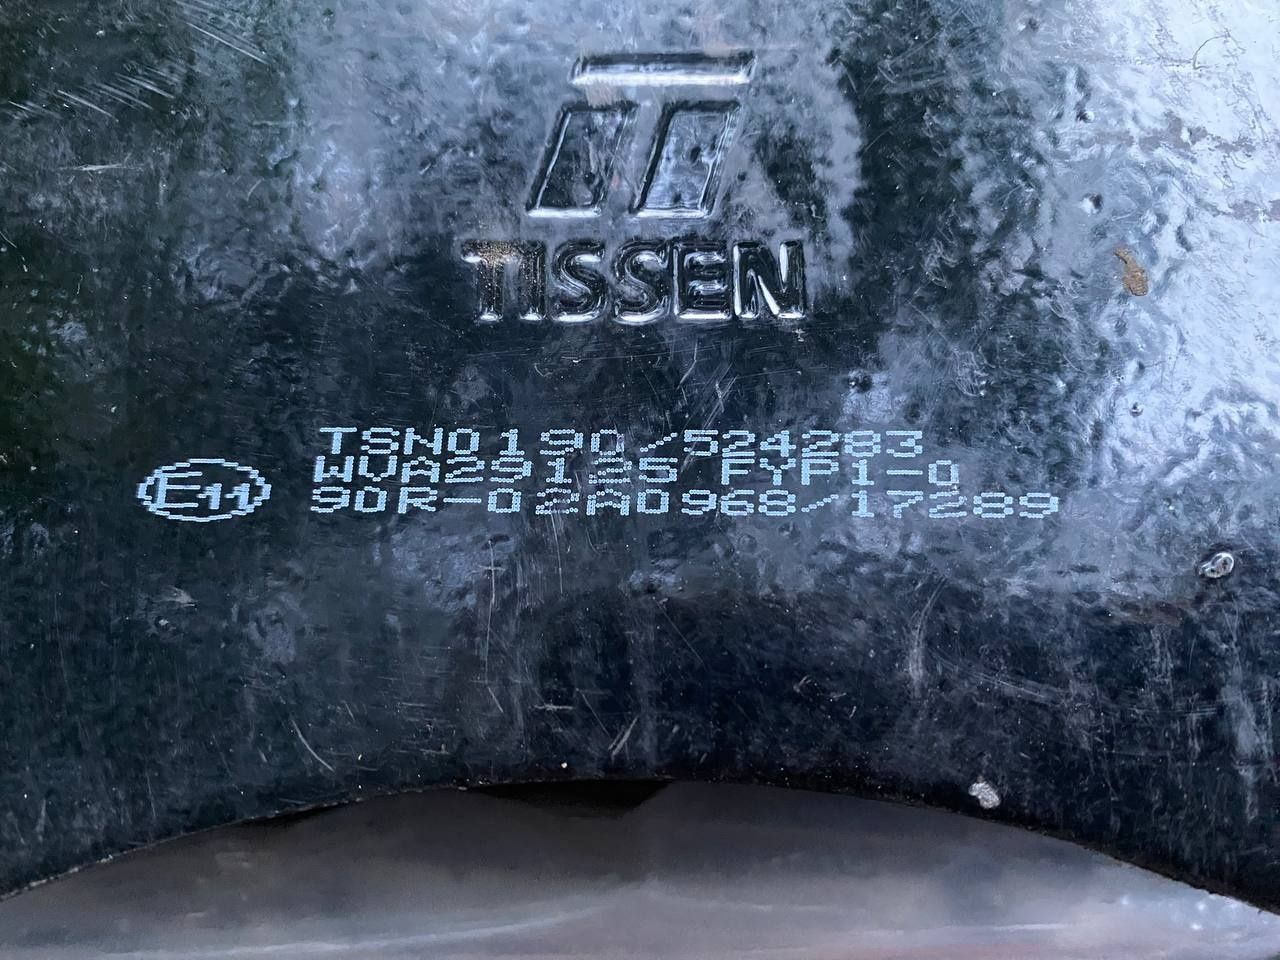 TISSEN
TSN0190/524283
WVA29125 FYP1-0
E11
90R-02A0968/17289